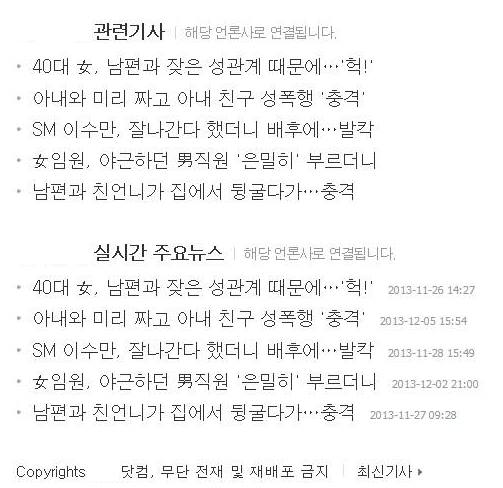 관련기사 | 해당 언론사로 연결됩니다.
• 40대 女, 남편과 잦은 성관계 때문에…'헉!'
• 아내와 미리 짜고 아내 친구 성폭행 '충격'
• SM 이수만, 잘나간다 했더니 배후에…발칵
• 女임원, 야근하던 男직원 '은밀히' 부르더니
• 남편과 친언니가 집에서 뒹굴다가…충격
실시간 주요뉴스 | 해당 언론사로 연결됩니다.
• 40대 女, 남편과 잦은 성관계 때문에…'헉!' 2013-11-26 14:27
• 아내와 미리 짜고 아내 친구 성폭행 '충격' 2013-12-05 15:54
• SM 이수만, 잘나간다 했더니 배후에…발칵 2013-11-28 15:49
• 女임원, 야근하던 男직원 '은밀히' 부르더니 2013-12-02 21:00
• 남편과 친언니가 집에서 뒹굴다가…충격 2013-11-27 09:28
Copyrights 닷컴, 무단 전재 및 재배포 금지 | 최신기사 ▸